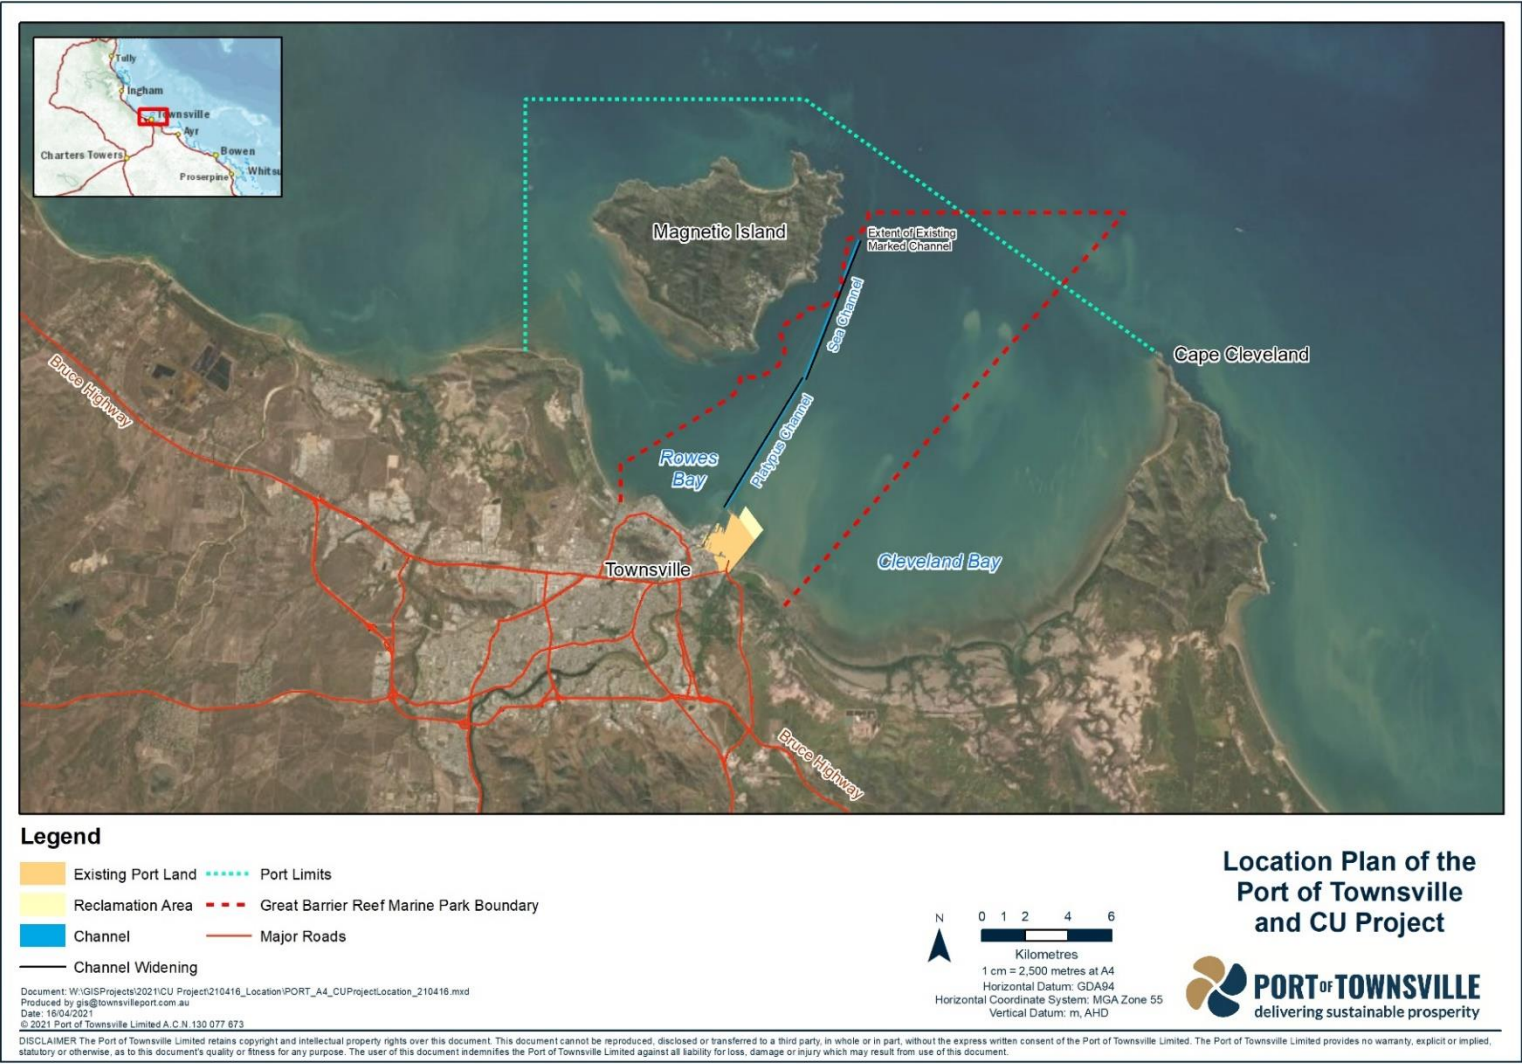 Tully
Ingham
Townsville
Ayr
Charters Towers
Bowen
Proserpine
Whitsu
Magnetic Island
Extent of Existing
Marked Channel
Sea Channel
Cape Cleveland
Bruce Highway
Platypus Channel
Rowes
Bay
Cleveland Bay
Townsville
Bruce Highway
Legend
Existing Port Land
Port Limits
Reclamation Area
Great Barrier Reef Marine Park Boundary
Channel
Major Roads
Channel Widening
Document: W:\GISProjects\2021\CU Project\210416_Location\PORT_A4_CUProjectLocation_210416.mxd
Produced by gis@townsvilleport.com.au
Date: 16/04/2021
© 2021 Port of Townsville Limited A.C.N.130 077 673
N
0 1 2 4 6
Kilometres
1 cm = 2,500 metres at A4
Horizontal Datum: GDA94
Horizontal Coordinate System: MGA Zone 55
Vertical Datum: m, AHD
Location Plan of the
Port of Townsville
and CU Project
PORT OF TOWNSVILLE
delivering sustainable prosperity
DISCLAIMER The Port of Townsville Limited retains copyright and intellectual property rights over this document. This document cannot be reproduced, disclosed or transferred to a third party, in whole or in part, without the express written consent of the Port of Townsville Limited. The Port of Townsville Limited provides no warranty, explicit or implied,
statutory or otherwise, as to this document's quality or fitness for any purpose. The user of this document indemnifies the Port of Townsville Limited against all liability for loss, damage or injury which may result from use of this document.